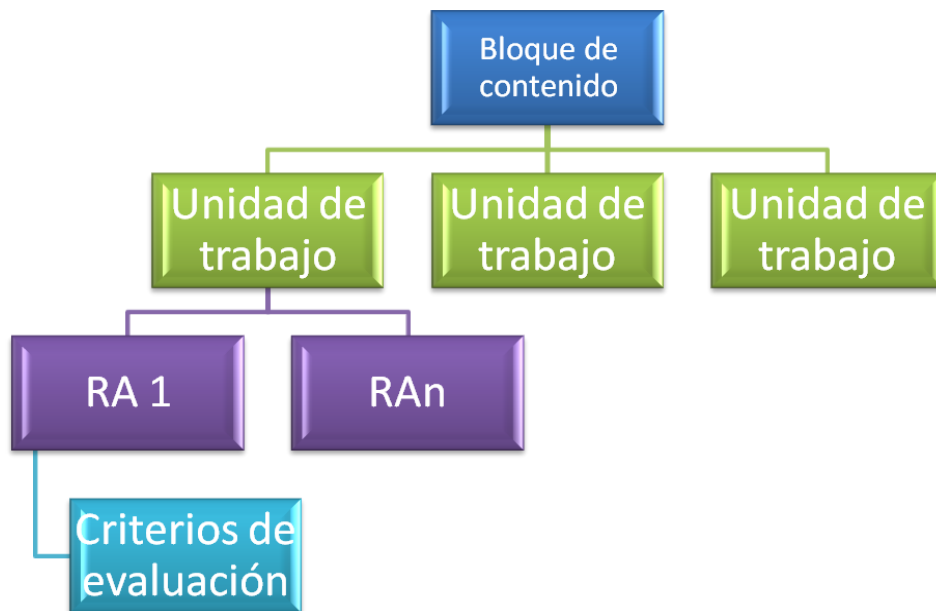 Bloque de
contenido
Unidad de
trabajo
Unidad de
trabajo
Unidad de
trabajo
RA 1
RAn
Criterios de
evaluación